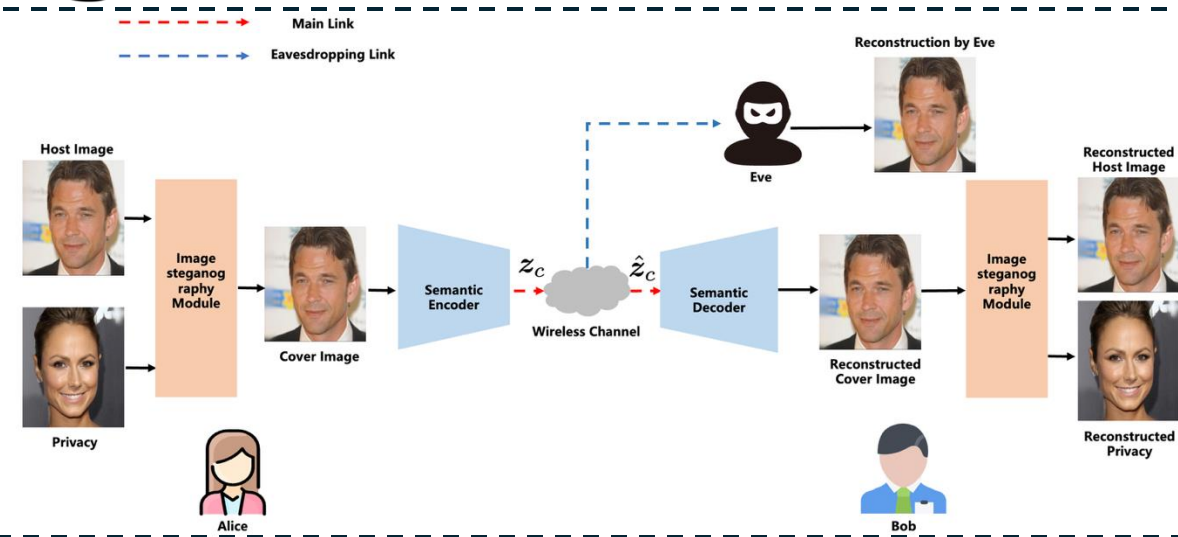 Main Link
Eavesdropping Link
Reconstruction by Eve
Host Image
Eve
Reconstructed
Host Image
Image
steganog
raphy
Module
z_c
ẑ_c
Semantic
Encoder
Semantic
Decoder
Image
steganog
raphy
Module
Wireless Channel
Cover Image
Reconstructed
Cover Image
Privacy
Reconstructed
Privacy
Alice
Bob